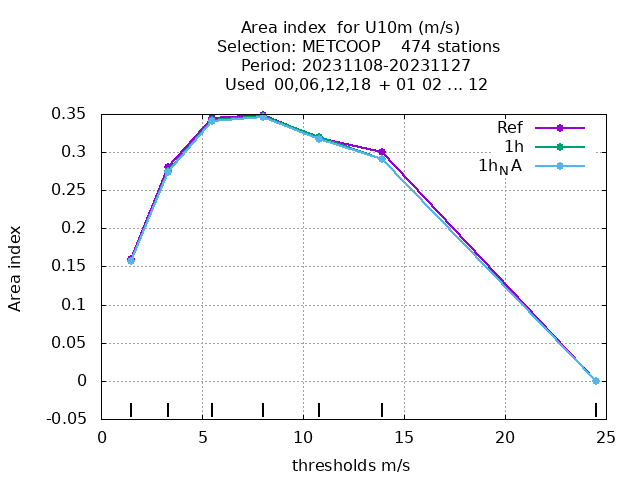 Area index  for U10m (m/s)
Selection: METCOOP    474 stations
Period: 20231108-20231127
Used  00,06,12,18  + 01 02 ... 12
Ref
1h
1h_NA
0.35
0.3
0.25
0.2
0.15
0.1
0.05
0
-0.05
Area index
0 5 10 15 20 25
thresholds m/s